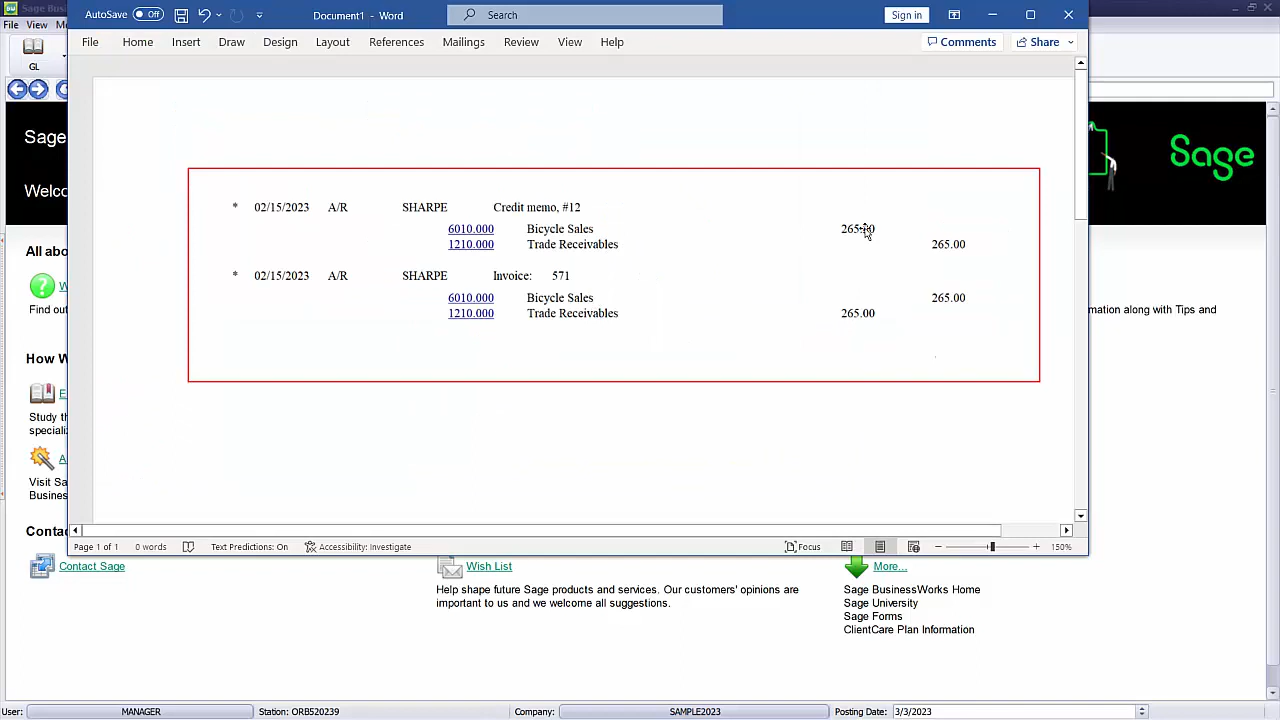 Sage Busi
AutoSave Off Document1 - Word Search Sign in
File View M
File Home Insert Draw Design Layout References Mailings Review View Help Comments Share
GL
Sage
Sage
Welco
* 02/15/2023 A/R SHARPE Credit memo, #12
6010.000 Bicycle Sales 265.00
1210.000 Trade Receivables 265.00
* 02/15/2023 A/R SHARPE Invoice: 571
6010.000 Bicycle Sales 265.00
1210.000 Trade Receivables 265.00
All abo
W
Find out
mation along with Tips and
How W
E
Study th
speciali
A
Visit Sa
Busines
Conta
Page 1 of 1 0 words Text Predictions: On Accessibility: Investigate Focus 150%
Contact Sage
Wish List
Help shape future Sage products and services. Our customers' opinions are
important to us and we welcome all suggestions.
More...
Sage BusinessWorks Home
Sage University
Sage Forms
ClientCare Plan Information
User: MANAGER Station: ORB520239 Company: SAMPLE2023 Posting Date: 3/3/2023